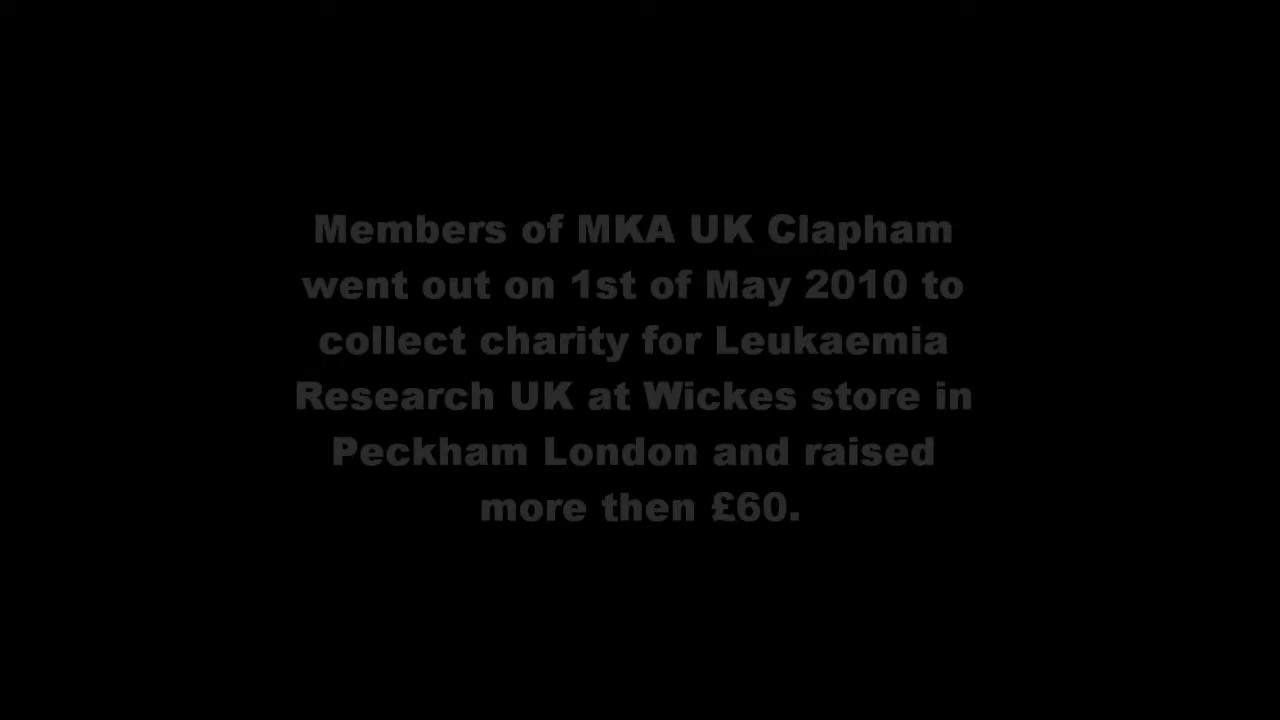 Members of MKA UK Clapham
went out on 1st of May 2010 to
collect charity for Leukaemia
Research UK at Wickes store in
Peckham London and raised
more then £60.